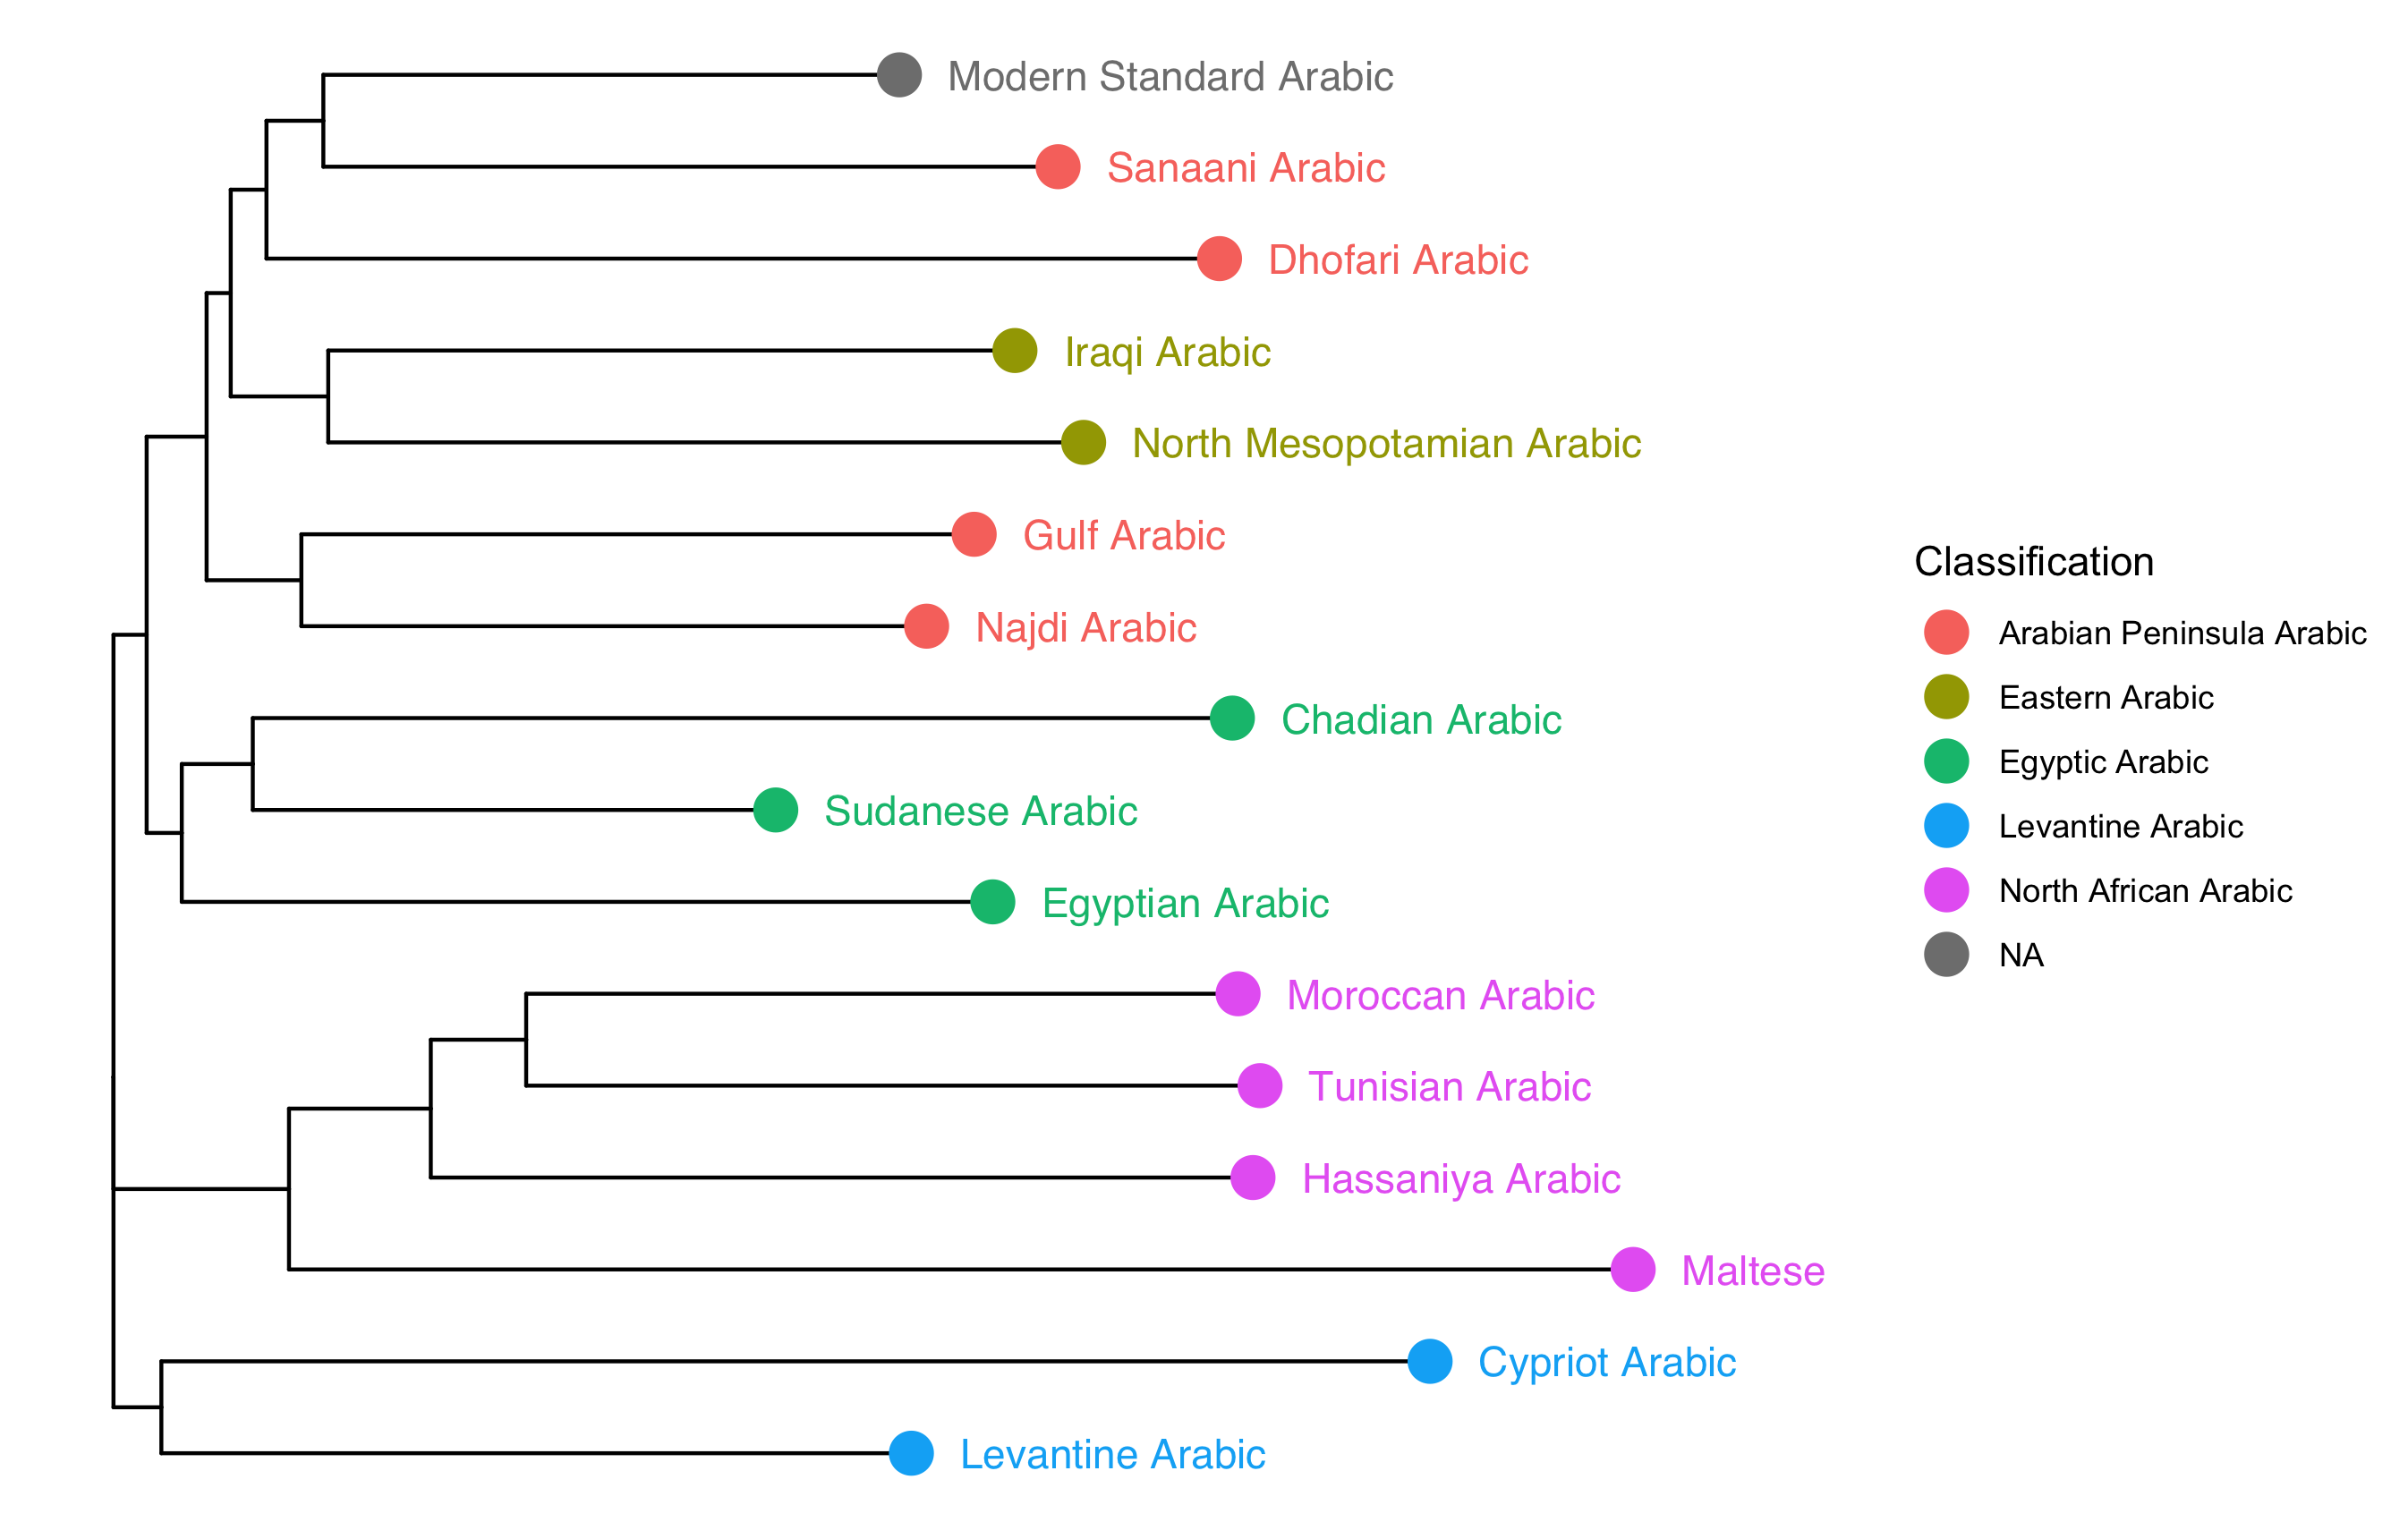 Modern Standard Arabic
Sanaani Arabic
Dhofari Arabic
Iraqi Arabic
North Mesopotamian Arabic
Gulf Arabic
Najdi Arabic
Chadian Arabic
Sudanese Arabic
Egyptian Arabic
Moroccan Arabic
Tunisian Arabic
Hassaniya Arabic
Maltese
Cypriot Arabic
Levantine Arabic
Classification
Arabian Peninsula Arabic
Eastern Arabic
Egyptic Arabic
Levantine Arabic
North African Arabic
NA